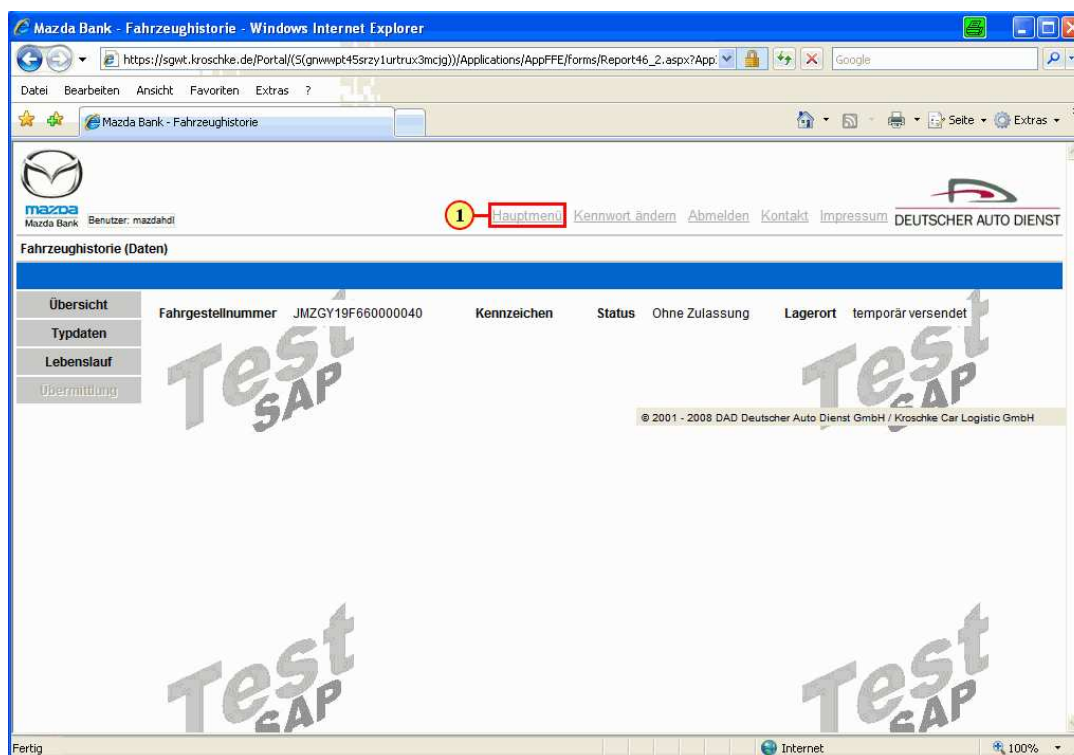 Mazda Bank - Fahrzeughistorie - Windows Internet Explorer
https://sgwt.kroschke.de/Portal/(S(gnwwpt45srzy1urtrux3mcjg))/Applications/AppFFE/forms/Report46_2.aspx?App:
Google
Datei Bearbeiten Ansicht Favoriten Extras ?
Mazda Bank - Fahrzeughistorie
Seite Extras
mazda
Mazda Bank
Benutzer: mazdahdl
1 Hauptmenü Kennwort ändern Abmelden Kontakt Impressum
DEUTSCHER AUTO DIENST
Fahrzeughistorie (Daten)
Übersicht
Typdaten
Lebenslauf
Übermittlung
Fahrgestellnummer JMZGY19F660000040 Kennzeichen Status Ohne Zulassung Lagerort temporär versendet
Test SAP
Test SAP
© 2001 - 2008 DAD Deutscher Auto Dienst GmbH / Kroschke Car Logistic GmbH
Test SAP
Test SAP
Fertig Internet 100%